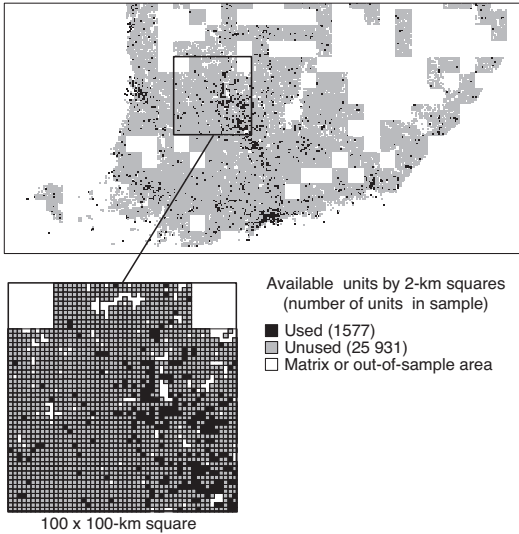 Available units by 2-km squares
(number of units in sample)
Used (1577)
Unused (25 931)
Matrix or out-of-sample area
100 x 100-km square